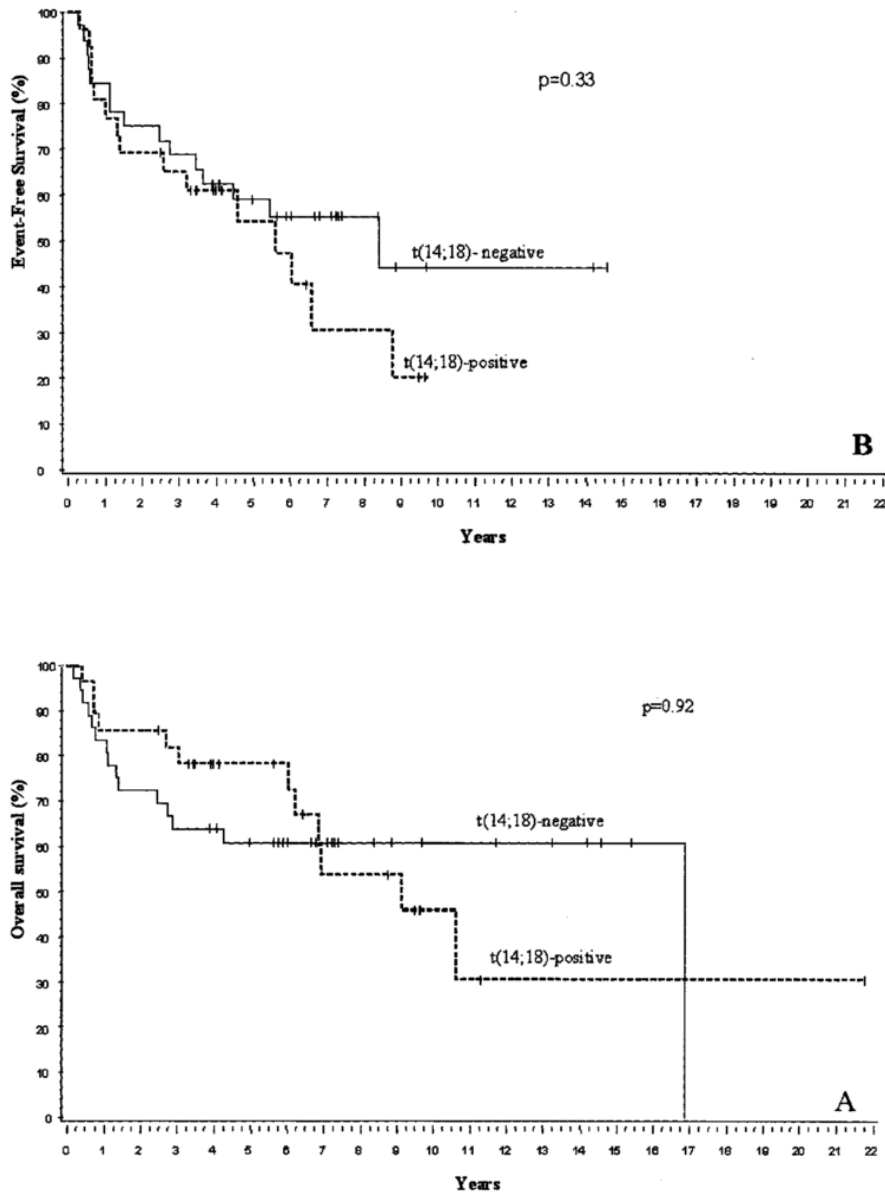 100
90
80
70
60
50
40
30
20
10
0
Event-Free Survival (%)
p=0.33
t(14;18)- negative
t(14;18)-positive
B
0 1 2 3 4 5 6 7 8 9 10 11 12 13 14 15 16 17 18 19 20 21 22
Years
100
90
80
70
60
50
40
30
20
10
0
Overall survival (%)
p=0.92
t(14;18)-negative
t(14;18)-positive
A
0 1 2 3 4 5 6 7 8 9 10 11 12 13 14 15 16 17 18 19 20 21 22
Years